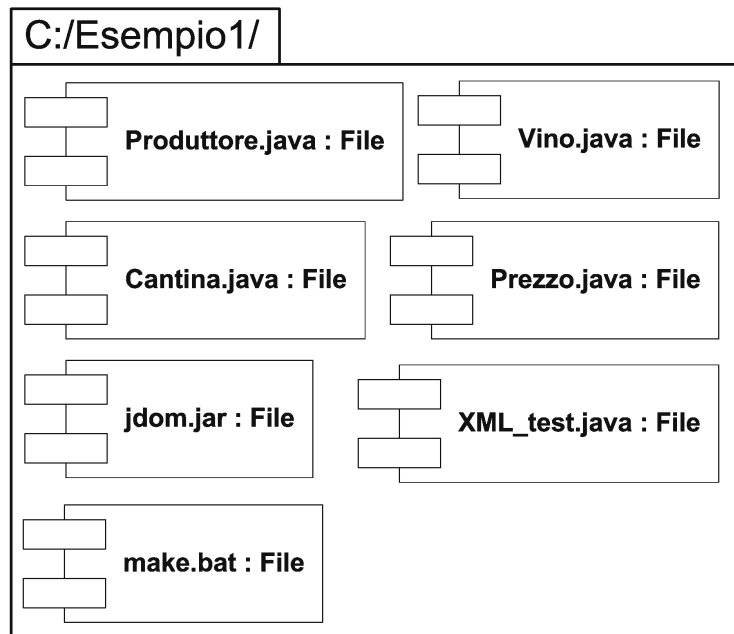 C:/Esempio1/
Produttore.java : File
Vino.java : File
Cantina.java : File
Prezzo.java : File
jdom.jar : File
XML_test.java : File
make.bat : File